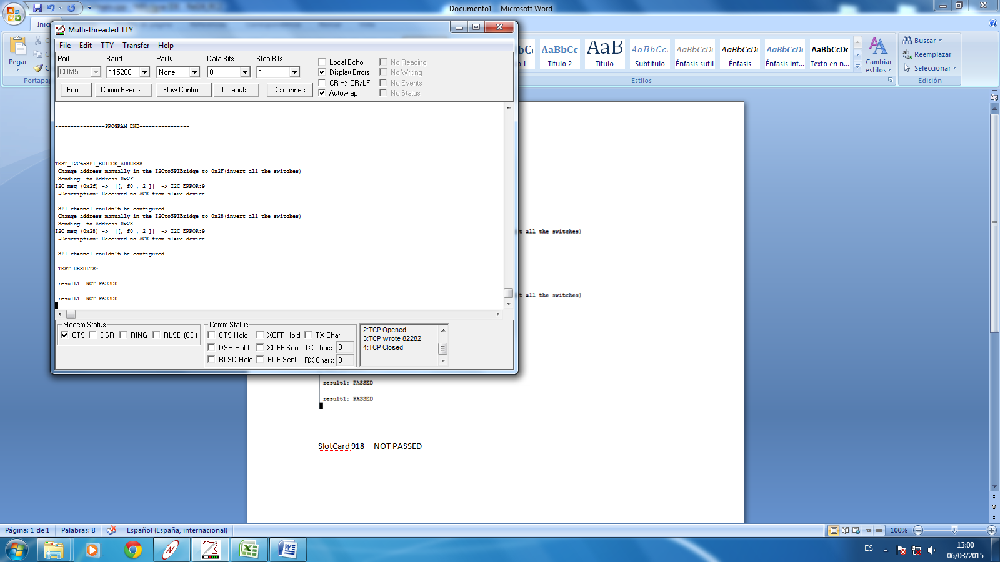 Documento1 - Microsoft Word
Multi-threaded TTY
File Edit TTY Transfer Help
Port Baud Parity Data Bits Stop Bits
COM5 115200 None 8 1
Local Echo No Reading
Display Errors No Writing
CR => CR/LF No Events
Autowrap No Status
Font... Comm Events... Flow Control... Timeouts.. Disconnect
Pegar
AaBbCc AaB AaBbCc. AaBbCcDc AaBbCcDc AaBbCcDc AaBbCcDc
Título 2 Título Subtítulo Énfasis sutil Énfasis Énfasis int... Texto en n...
Cambiar estilos
Estilos
Buscar
Reemplazar
Seleccionar
Edición
----------------PROGRAM END----------------
TEST_I2CtoSPI_BRIDGE_ADDRESS
Change address manually in the I2CtoSPIBridge to 0x2F(invert all the switches)
Sending  to Address 0x2F
I2C msg (0x2f) ->  |[, f0 , 2 ]|  -> I2C ERROR:9
~Description: Received no ACK from slave device
SPI channel couldn't be configured
Change address manually in the I2CtoSPIBridge to 0x28(invert all the switches)
Sending  to Address 0x28
I2C msg (0x28) ->  |[, f0 , 2 ]|  -> I2C ERROR:9
~Description: Received no ACK from slave device
SPI channel couldn't be configured
TEST RESULTS:
result1: NOT PASSED
result1: NOT PASSED
Modem Status
CTS DSR RING RLSD (CD)
Comm Status
CTS Hold XOFF Hold TX Char
DSR Hold XOFF Sent TX Chars: 0
RLSD Hold EOF Sent RX Chars: 0
2:TCP Opened
3:TCP wrote 82282
4:TCP Closed
all the switches)
all the switches)
result1: PASSED
result1: PASSED
SlotCard 918 – NOT PASSED
Página: 1 de 1 Palabras: 8 Español (España, internacional) 100%
ES 13:00
06/03/2015